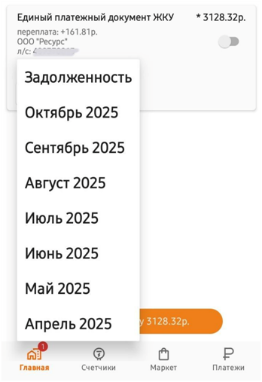 Единый платежный документ ЖКУ * 3128.32р.
переплата: +161.81р.
ООО "Ресурс"
л/с:
Задолженность
Октябрь 2025
Сентябрь 2025
Август 2025
Июль 2025
Июнь 2025
Май 2025
Апрель 2025
у 3128.32р.
1
Главная Счетчики Маркет Платежи